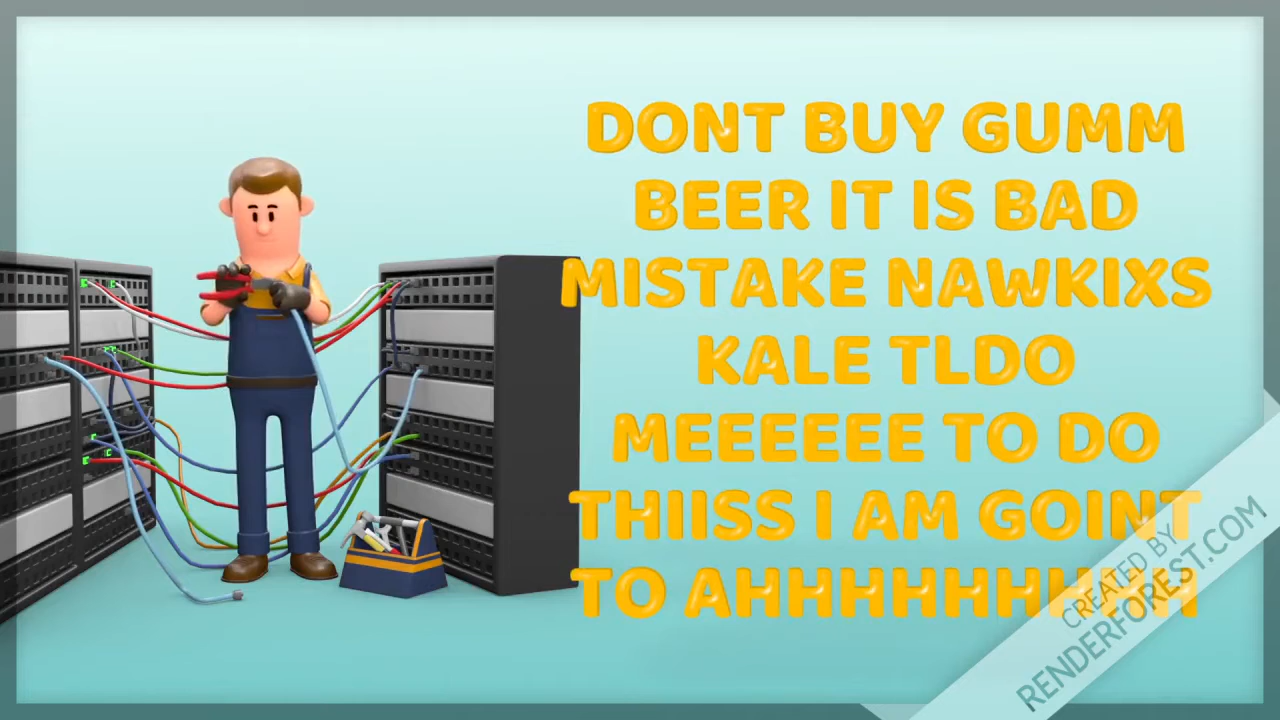 DONT BUY GUMM
BEER IT IS BAD
MISTAKE NAWKIXS
KALE TLDO
MEEEEEE TO DO
THIISS I AM GOINT
TO AHHHHHHHHH
CREATED BY
RENDERFOREST.COM